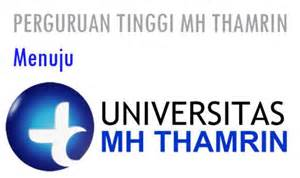 PERGURUAN TINGGI MH THAMRIN
Menuju
UNIVERSITAS
MH THAMRIN